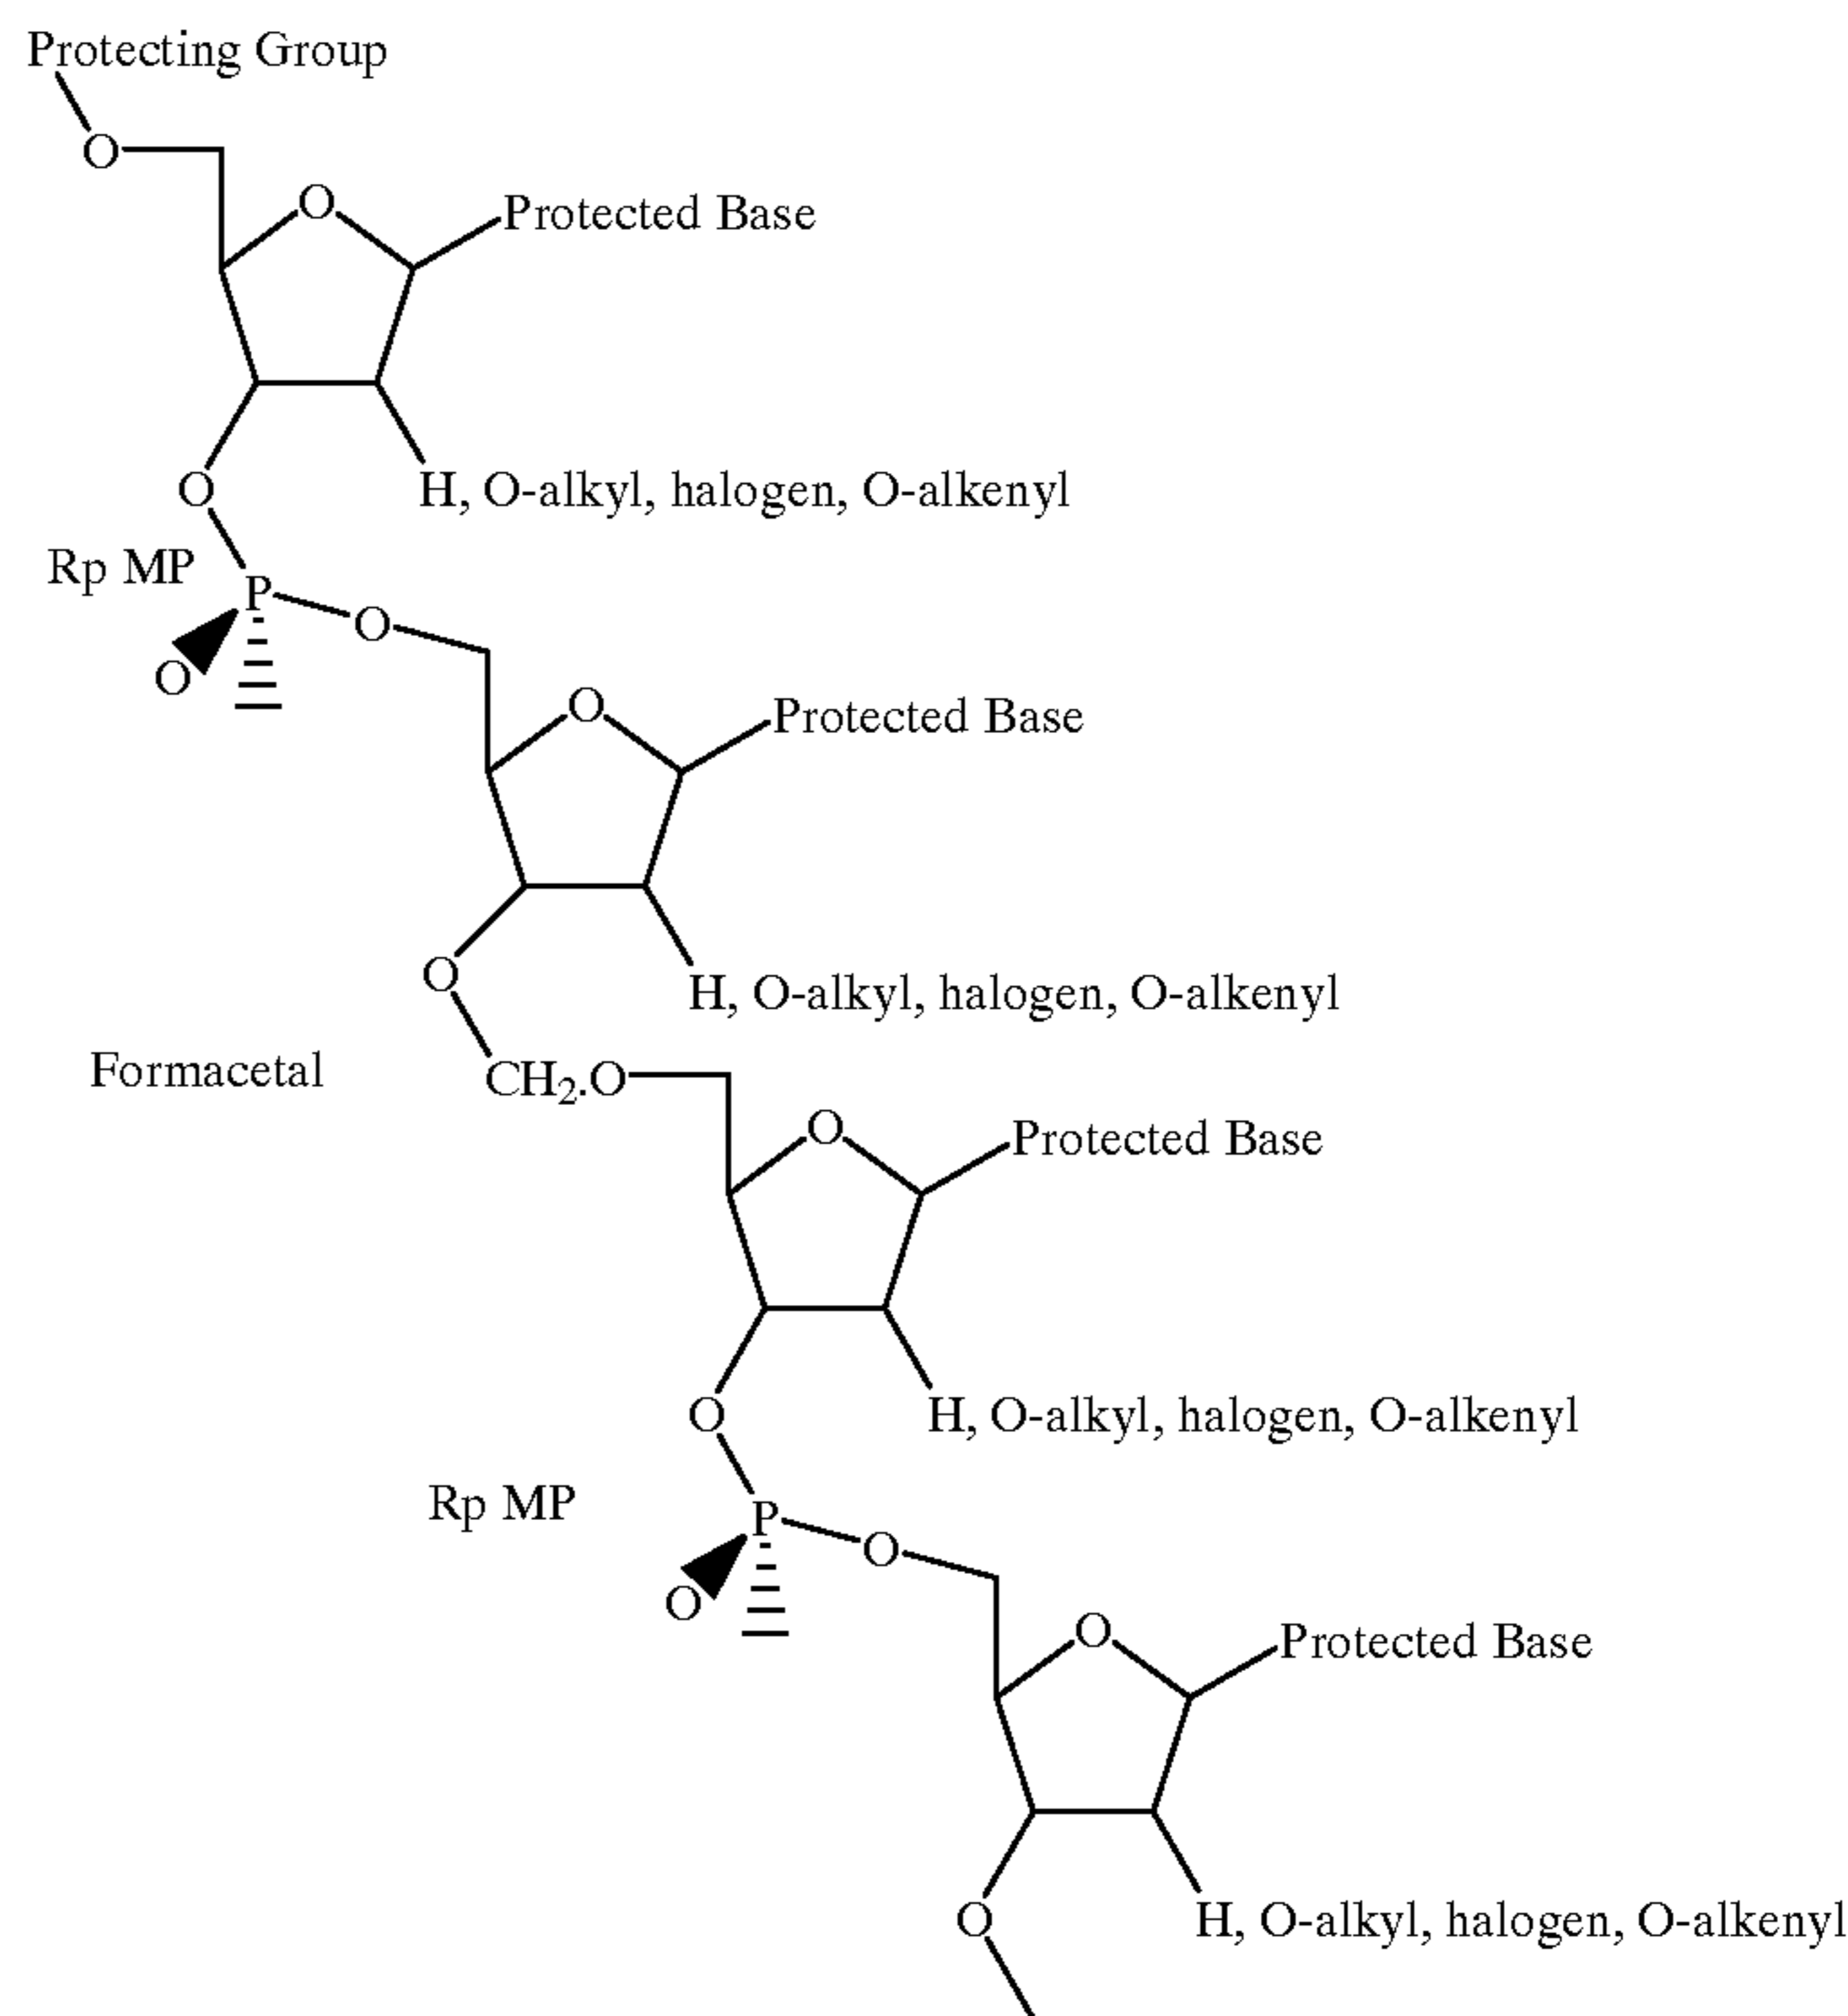 Protecting Group
O
O
Protected Base
O
H, O-alkyl, halogen, O-alkenyl
Rp MP
P
O
O
O
Protected Base
O
H, O-alkyl, halogen, O-alkenyl
Formacetal
CH2.O
O
Protected Base
O
H, O-alkyl, halogen, O-alkenyl
Rp MP
P
O
O
O
Protected Base
O
H, O-alkyl, halogen, O-alkenyl